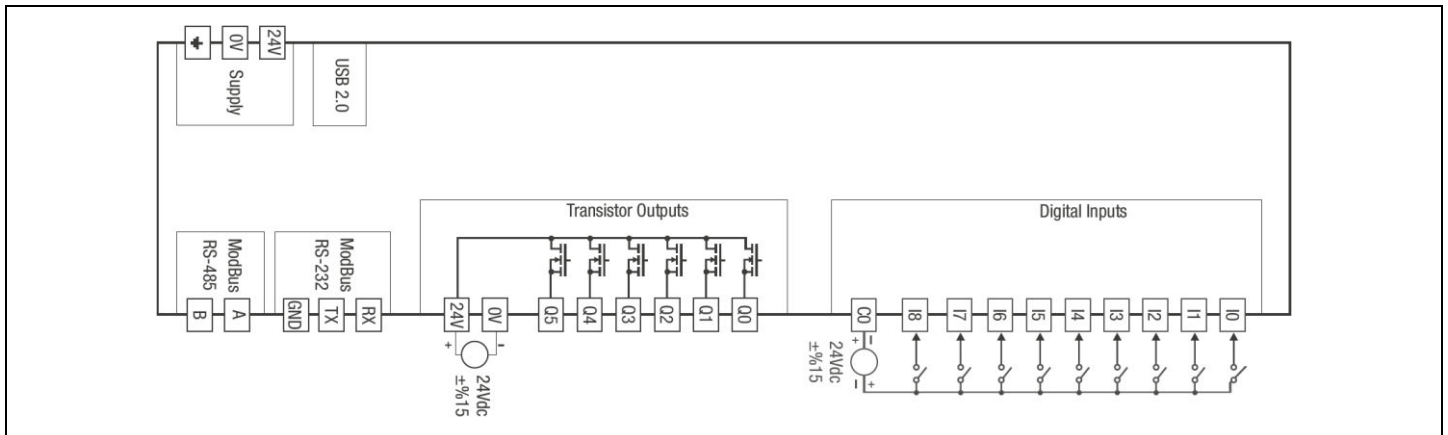 0V
24V
Supply
USB 2.0
Transistor Outputs
Digital Inputs
ModBus
RS-485
ModBus
RS-232
B
A
GND
TX
RX
24V
0V
Q5
Q4
Q3
Q2
Q1
Q0
C0
I8
I7
I6
I5
I4
I3
I2
I1
I0
+
-
24Vdc
±%15
+
-
-
+
24Vdc
±%15